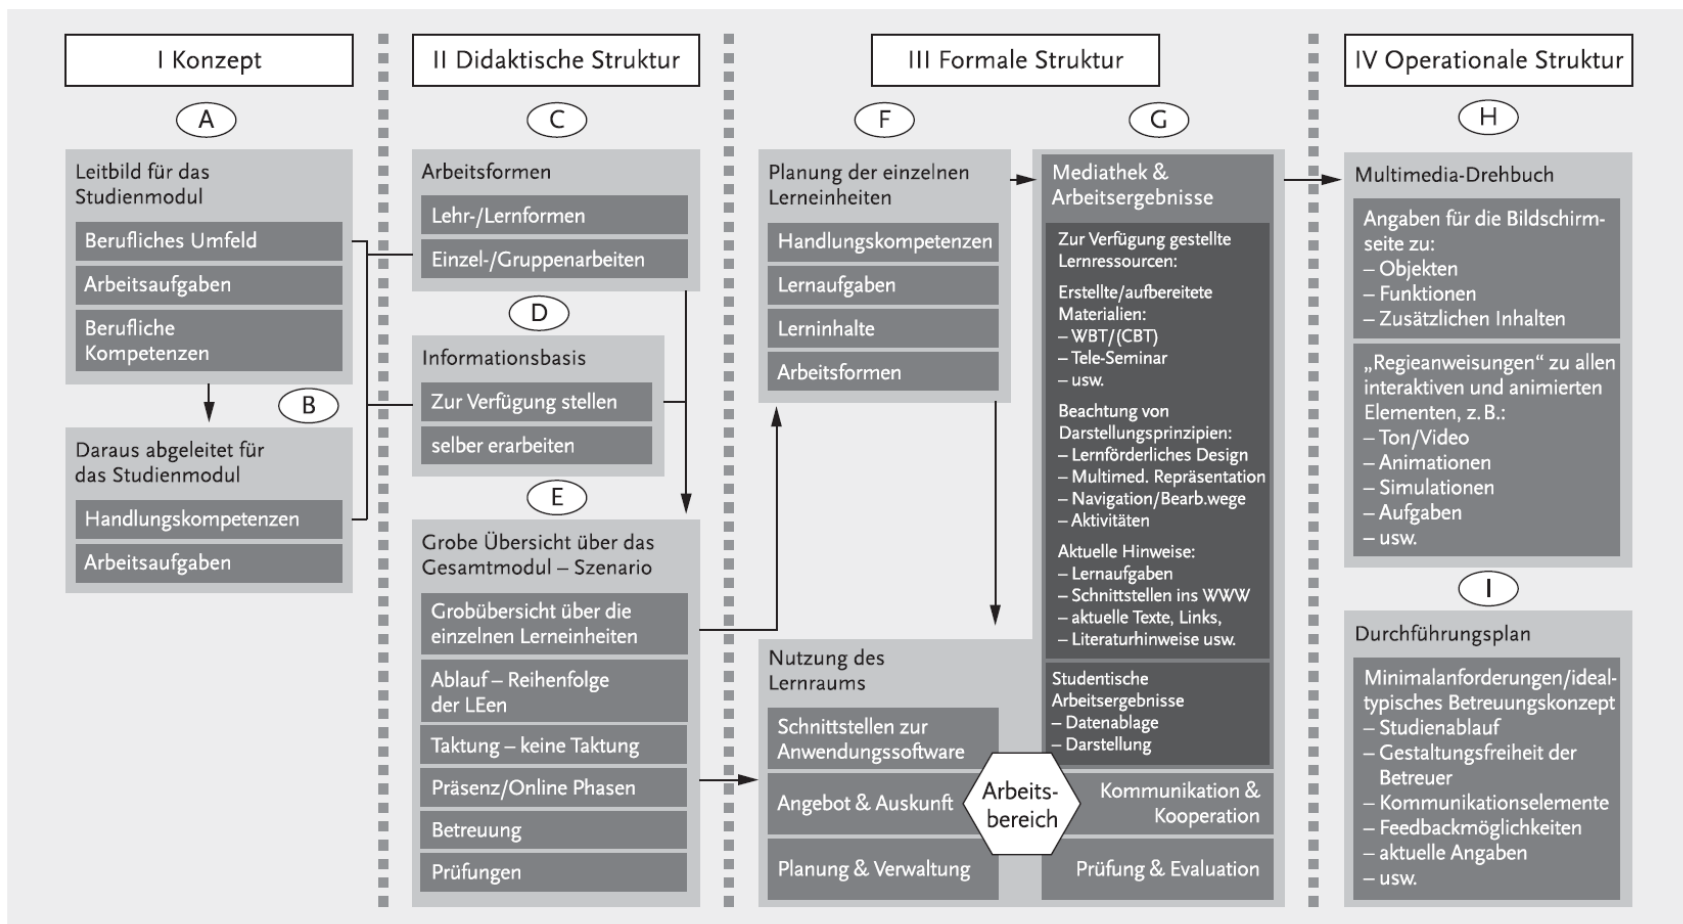 I Konzept
A
Leitbild für das
Studienmodul
Berufliches Umfeld
Arbeitsaufgaben
Berufliche
Kompetenzen
B
Daraus abgeleitet für
das Studienmodul
Handlungskompetenzen
Arbeitsaufgaben
II Didaktische Struktur
C
Arbeitsformen
Lehr-/Lernformen
Einzel-/Gruppenarbeiten
D
Informationsbasis
Zur Verfügung stellen
selber erarbeiten
E
Grobe Übersicht über das
Gesamtmodul – Szenario
Grobübersicht über die
einzelnen Lerneinheiten
Ablauf – Reihenfolge
der LEen
Taktung – keine Taktung
Präsenz/Online Phasen
Betreuung
Prüfungen
III Formale Struktur
F
Planung der einzelnen
Lerneinheiten
Handlungskompetenzen
Lernaufgaben
Lerninhalte
Arbeitsformen
Nutzung des
Lernraums
Schnittstellen zur
Anwendungssoftware
Angebot & Auskunft
Planung & Verwaltung
G
Mediathek &
Arbeitsergebnisse
Zur Verfügung gestellte
Lernressourcen:
Erstellte/aufbereitete
Materialien:
– WBT/(CBT)
– Tele-Seminar
– usw.
Beachtung von
Darstellungsprinzipien:
– Lernförderliches Design
– Multimed. Repräsentation
– Navigation/Bearb.wege
– Aktivitäten
Aktuelle Hinweise:
– Lernaufgaben
– Schnittstellen ins WWW
– aktuelle Texte, Links,
– Literaturhinweise usw.
Studentische
Arbeitsergebnisse
– Datenablage
– Darstellung
Arbeits-
bereich
Kommunikation &
Kooperation
Prüfung & Evaluation
IV Operationale Struktur
H
Multimedia-Drehbuch
Angaben für die Bildschirm-
seite zu:
– Objekten
– Funktionen
– Zusätzlichen Inhalten
„Regieanweisungen“ zu allen
interaktiven und animierten
Elementen, z. B.:
– Ton/Video
– Animationen
– Simulationen
– Aufgaben
– usw.
I
Durchführungsplan
Minimalanforderungen/ideal-
typisches Betreuungskonzept
– Studienablauf
– Gestaltungsfreiheit der
Betreuer
– Kommunikationselemente
– Feedbackmöglichkeiten
– aktuelle Angaben
– usw.